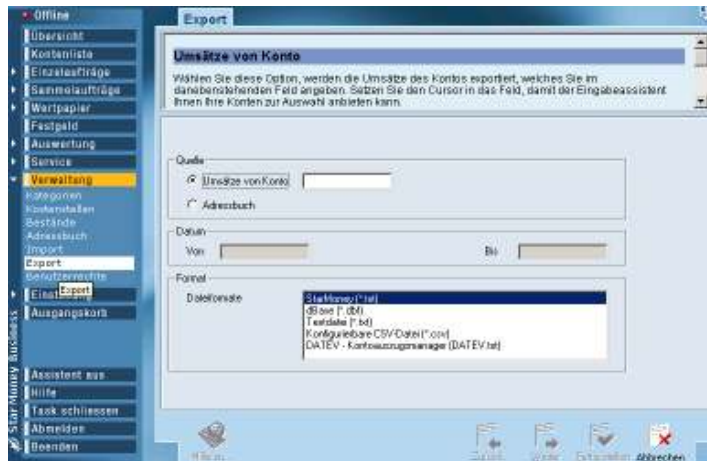 Offline
Übersicht
Kontenliste
Einzelaufträge
Sammelaufträge
Wertpapier
Festgeld
Auswertung
Service
Verwaltung
Kategorien
Kostenstellen
Bestände
Adressbuch
Import
Export
Benutzerrechte
Export
Ausgangskorb
Assistent aus
Hilfe
Task schliessen
Abmelden
Beenden
Star Money Business
Export
Umsätze von Konto
Wählen Sie diese Option, werden die Umsätze des Kontos exportiert, welches Sie im
danebenstehenden Feld angeben. Setzen Sie den Cursor in das Feld, damit der Eingabeassistent
Ihnen Ihre Konten zur Auswahl anbieten kann.
Quelle
Umsätze von Konto
Adressbuch
Datum
Von
Bis
Format
Dateiformate
StarMoney (*.txt)
dBase (*.dbf)
Textdatei (*.txt)
Konfigurierbare CSV-Datei (*.csv)
DATEV - Kontoauszugsmanager (DATEV.txt)
Zurück
Weiter
Abbrechen